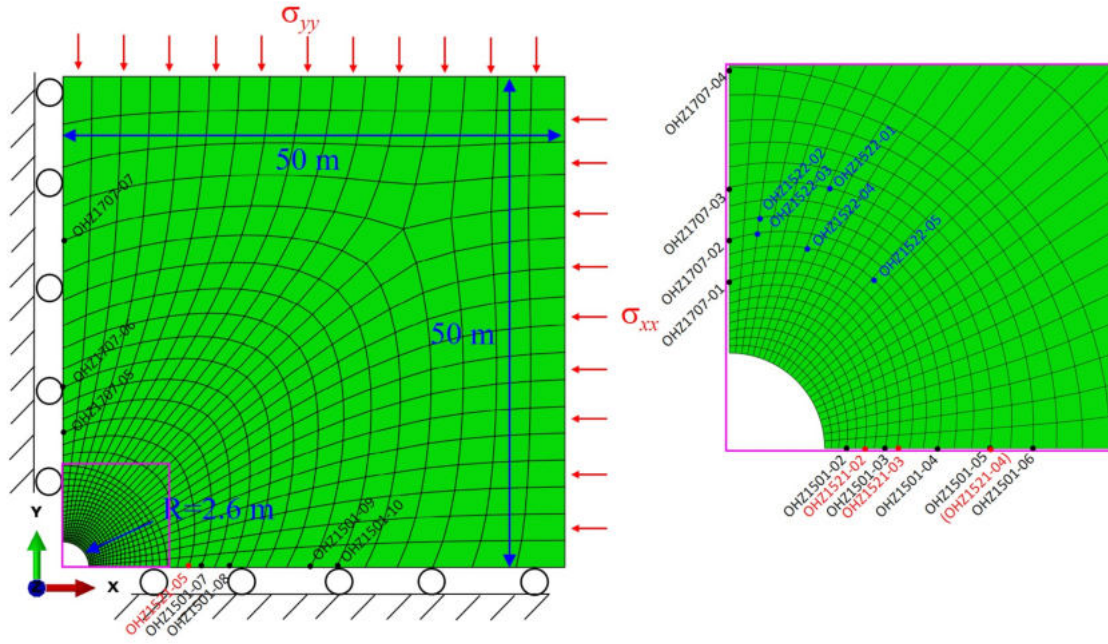 σyy
50 m
OHZ1707-07
50 m
σxx
OHZ1707-06
OHZ1707-05
R=2.6 m
Y
Z
X
OHZ1521-05
OHZ1501-07
OHZ1501-08
OHZ1501-09
OHZ1501-10
OHZ1707-04
OHZ1707-03
OHZ1707-02
OHZ1707-01
OHZ1522-02
OHZ1522-03
OHZ1522-01
OHZ1522-04
OHZ1522-05
OHZ1501-02
OHZ1521-02
OHZ1501-03
OHZ1521-03
OHZ1501-04
OHZ1501-05
(OHZ1521-04)
OHZ1501-06